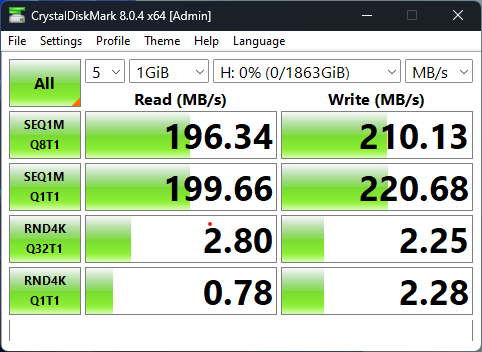 CrystalDiskMark 8.0.4 x64 [Admin]
File Settings Profile Theme Help Language
All 5 1GiB H: 0% (0/1863GiB) MB/s
Read (MB/s) Write (MB/s)
SEQ1M
Q8T1 196.34 210.13
SEQ1M
Q1T1 199.66 220.68
RND4K
Q32T1 2.80 2.25
RND4K
Q1T1 0.78 2.28